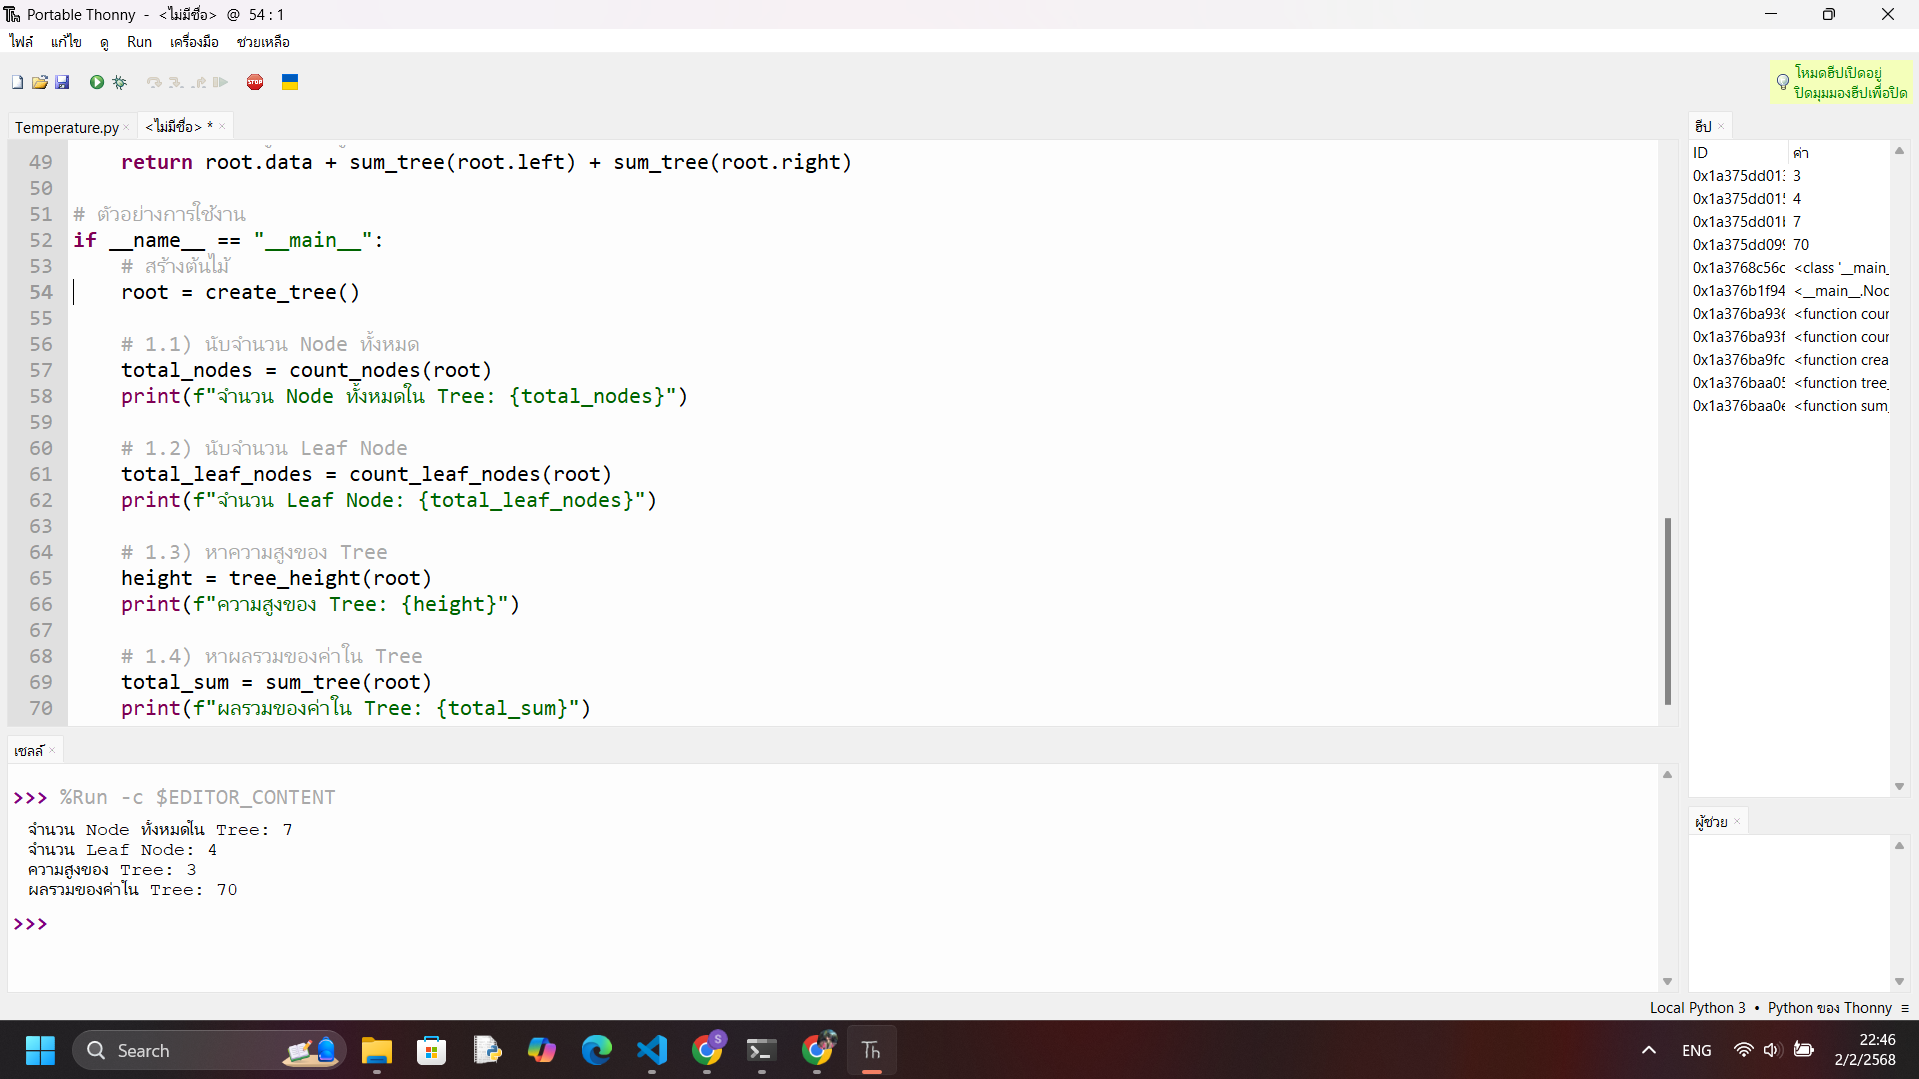 Portable Thonny - <ไม่มีชื่อ> @ 54 : 1
ไฟล์ แก้ไข ดู Run เครื่องมือ ช่วยเหลือ
STOP
โหมดฮีปเปิดอยู่
ปิดมุมมองฮีปเพื่อปิด
Temperature.py × <ไม่มีชื่อ> * ×
49     return root.data + sum_tree(root.left) + sum_tree(root.right)
50
51 # ตัวอย่างการใช้งาน
52 if __name__ == "__main__":
53     # สร้างต้นไม้
54     root = create_tree()
55
56     # 1.1) นับจำนวน Node ทั้งหมด
57     total_nodes = count_nodes(root)
58     print(f"จำนวน Node ทั้งหมดใน Tree: {total_nodes}")
59
60     # 1.2) นับจำนวน Leaf Node
61     total_leaf_nodes = count_leaf_nodes(root)
62     print(f"จำนวน Leaf Node: {total_leaf_nodes}")
63
64     # 1.3) หาความสูงของ Tree
65     height = tree_height(root)
66     print(f"ความสูงของ Tree: {height}")
67
68     # 1.4) หาผลรวมของค่าใน Tree
69     total_sum = sum_tree(root)
70     print(f"ผลรวมของค่าใน Tree: {total_sum}")
เชลล์ ×
>>> %Run -c $EDITOR_CONTENT
จำนวน Node ทั้งหมดใน Tree: 7
จำนวน Leaf Node: 4
ความสูงของ Tree: 3
ผลรวมของค่าใน Tree: 70
>>>
ฮีป ×
ID ค่า
0x1a375dd013 3
0x1a375dd015 4
0x1a375dd01b 7
0x1a375dd099 70
0x1a3768c56c <class '__main_
0x1a376b1f94 <__main__.Noc
0x1a376ba936 <function cour
0x1a376ba93f <function cour
0x1a376ba9fc <function crea
0x1a376baa05 <function tree_
0x1a376baa0e <function sum_
ผู้ช่วย ×
Local Python 3 • Python ของ Thonny ≡
Search
S
Th
ENG
22:46
2/2/2568